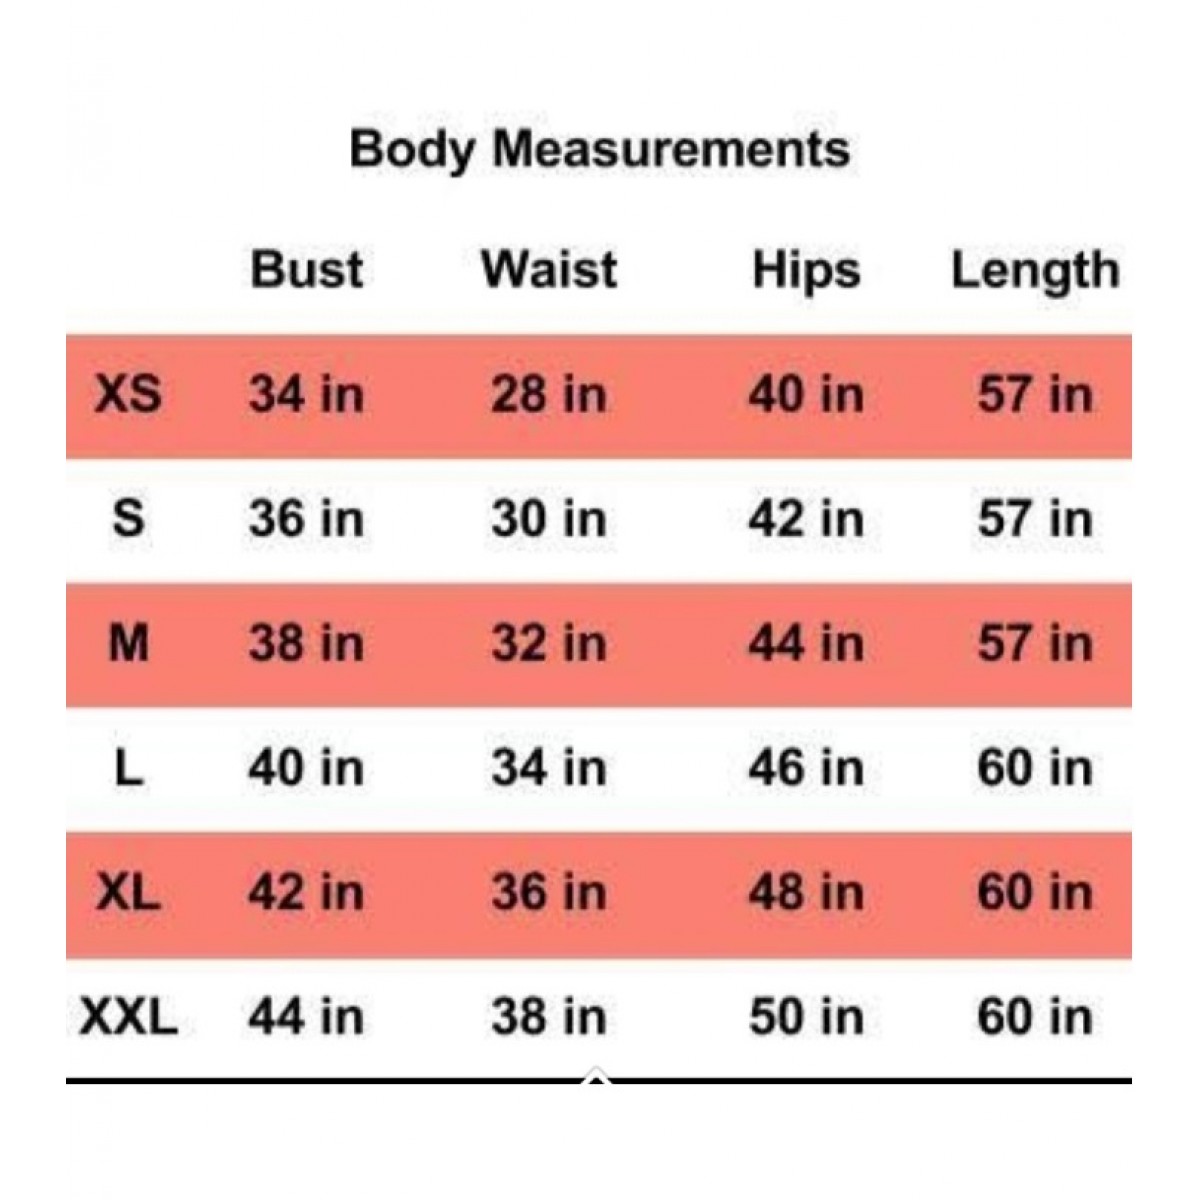 Body Measurements
Bust Waist Hips Length
XS 34 in 28 in 40 in 57 in
S 36 in 30 in 42 in 57 in
M 38 in 32 in 44 in 57 in
L 40 in 34 in 46 in 60 in
XL 42 in 36 in 48 in 60 in
XXL 44 in 38 in 50 in 60 in